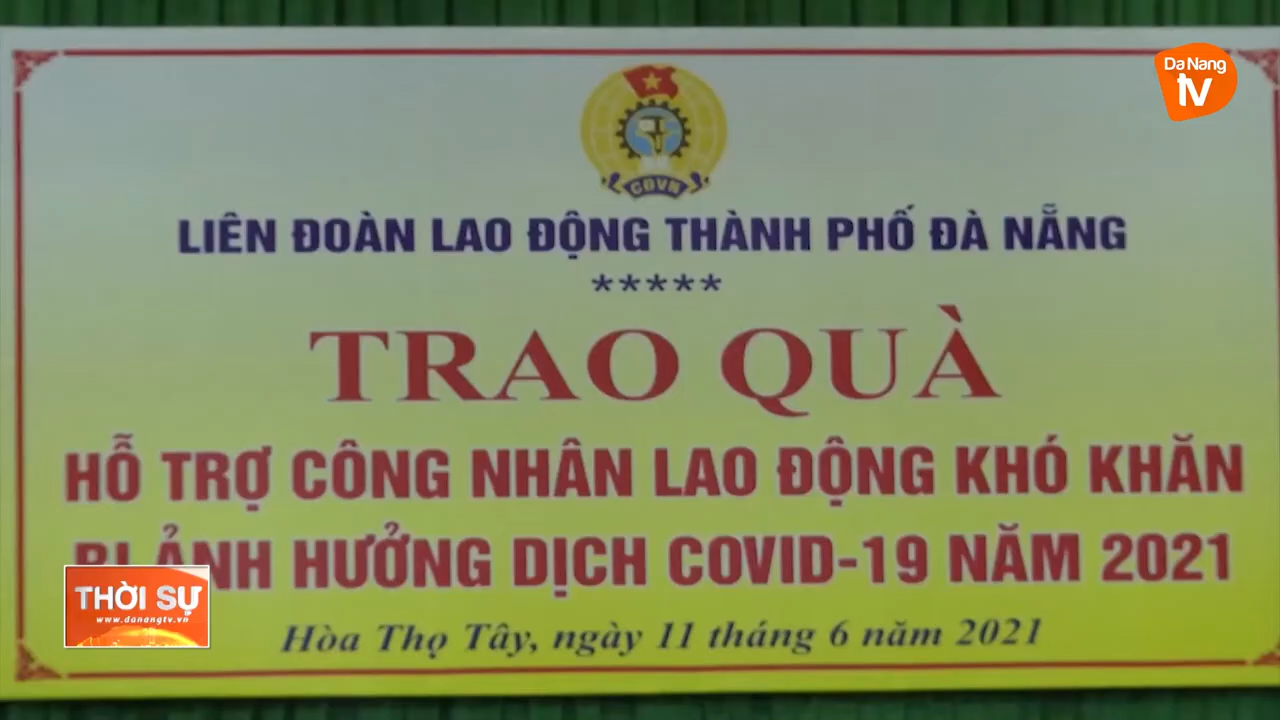 Da Nang
tv
CĐVN
LIÊN ĐOÀN LAO ĐỘNG THÀNH PHỐ ĐÀ NẴNG
*****
TRAO QUÀ
HỖ TRỢ CÔNG NHÂN LAO ĐỘNG KHÓ KHĂN
BỊ ẢNH HƯỞNG DỊCH COVID-19 NĂM 2021
THỜI SỰ
www.danangtv.vn
Hòa Thọ Tây, ngày 11 tháng 6 năm 2021